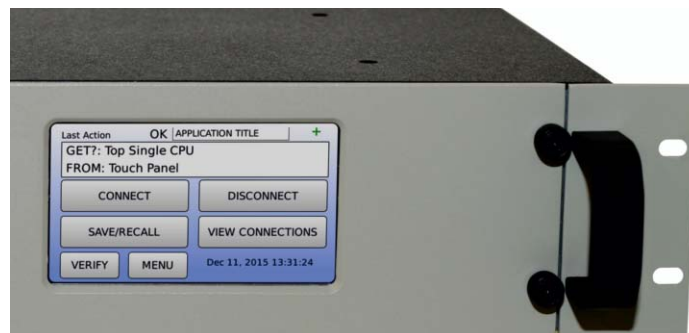 Last Action OK APPLICATION TITLE +
GET?: Top Single CPU
FROM: Touch Panel
CONNECT DISCONNECT
SAVE/RECALL VIEW CONNECTIONS
VERIFY MENU Dec 11, 2015 13:31:24